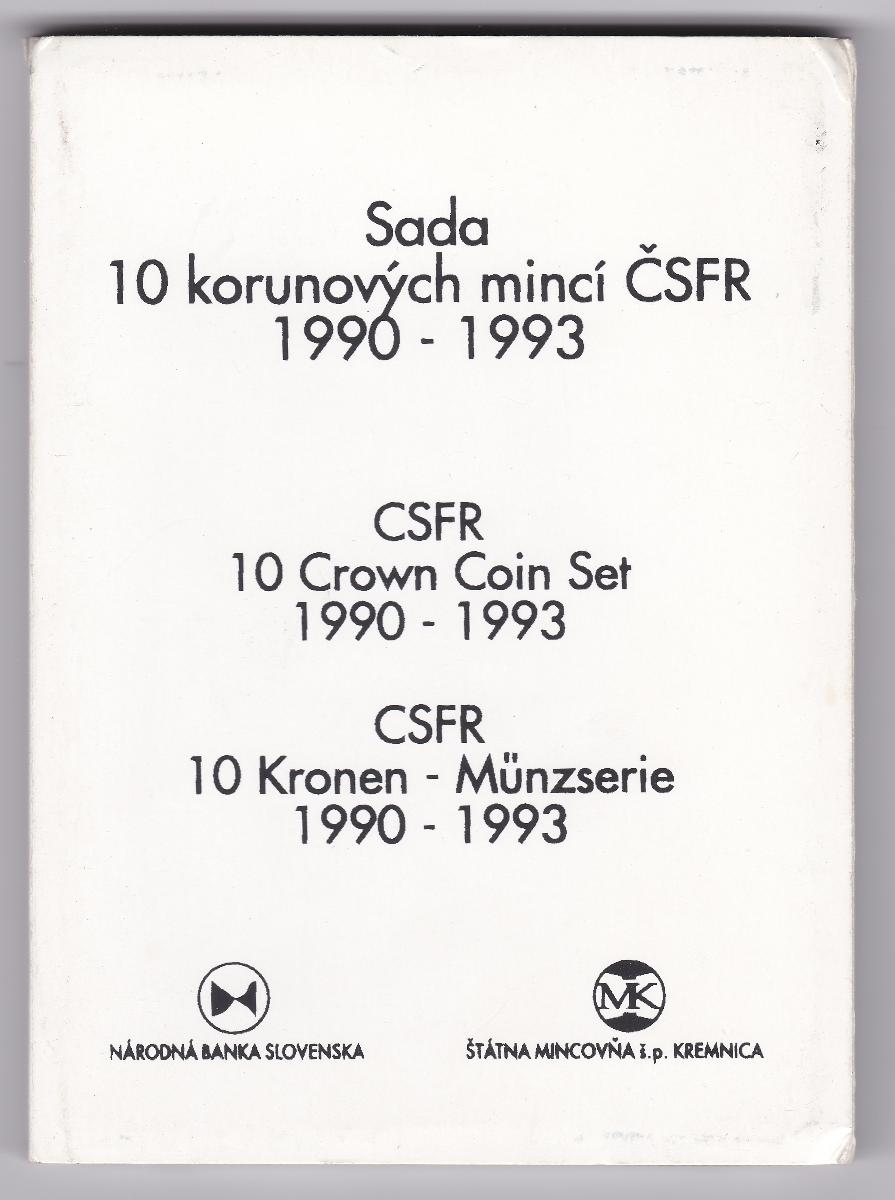 Sada
10 korunových mincí ČSFR
1990 - 1993
CSFR
10 Crown Coin Set
1990 - 1993
CSFR
10 Kronen - Münzserie
1990 - 1993
MK
NÁRODNÁ BANKA SLOVENSKA
ŠTÁTNA MINCOVŇA š.p. KREMNICA